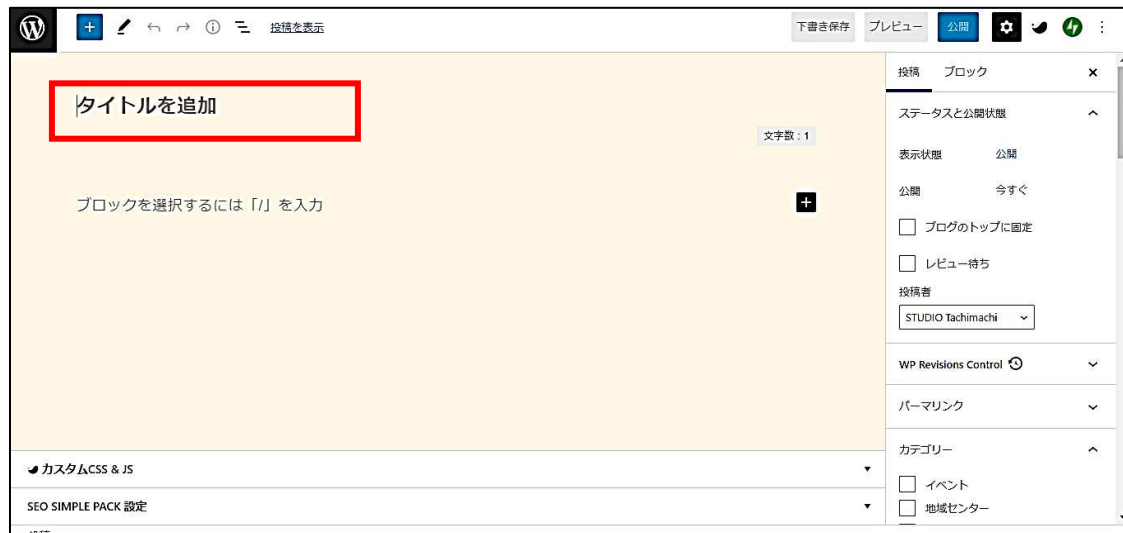 投稿を表示
下書き保存 プレビュー 公開
タイトルを追加
文字数:1
ブロックを選択するには「/」を入力
カスタムCSS & JS
SEO SIMPLE PACK 設定
投稿 ブロック
ステータスと公開状態
表示状態 公開
公開 今すぐ
ブログのトップに固定
レビュー待ち
投稿者
STUDIO Tachimachi
WP Revisions Control
パーマリンク
カテゴリー
イベント
地域センター